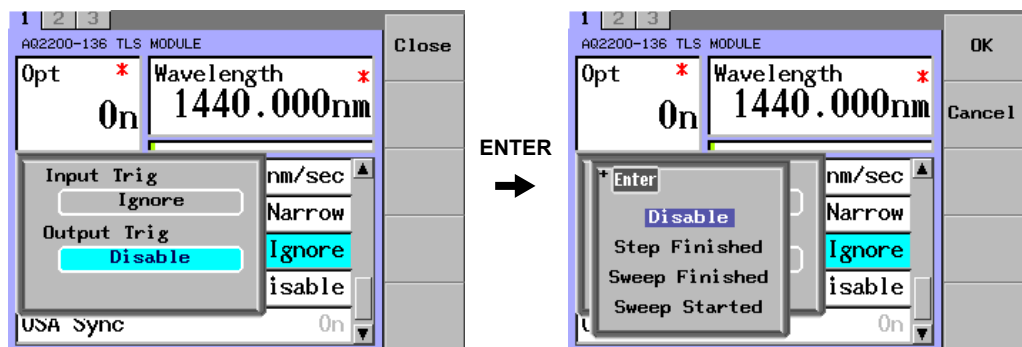 1 2 3
AQ2200-136 TLS MODULE
Close
Opt *
On
Wavelength *
1440.000nm
Input Trig
Ignore
Output Trig
Disable
nm/sec
Narrow
Ignore
isable
USA Sync On
ENTER
1 2 3
AQ2200-136 TLS MODULE
OK
Cancel
Opt *
On
Wavelength *
1440.000nm
Enter
Disable
Step Finished
Sweep Finished
Sweep Started
nm/sec
Narrow
Ignore
isable
On